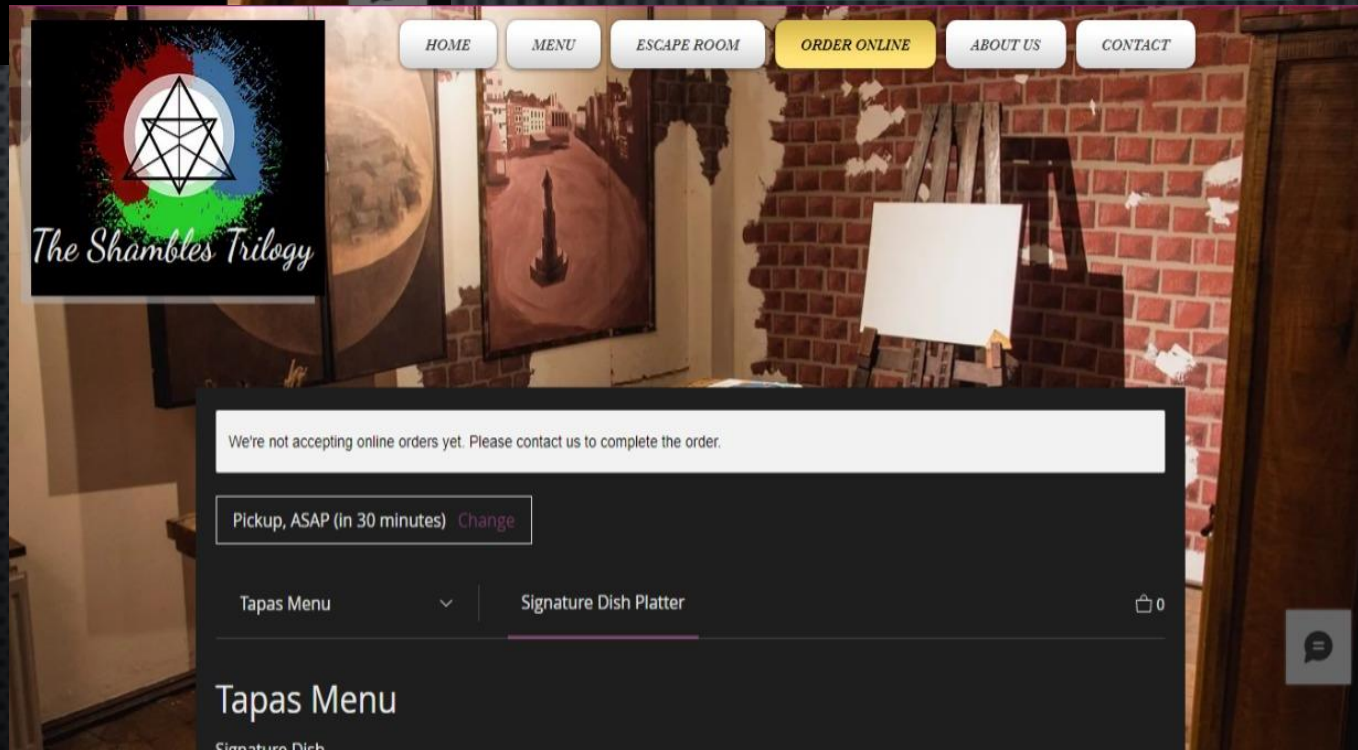 HOME MENU ESCAPE ROOM ORDER ONLINE ABOUT US CONTACT
The Shambles Trilogy
We're not accepting online orders yet. Please contact us to complete the order.
Pickup, ASAP (in 30 minutes) Change
Tapas Menu Signature Dish Platter 0
Tapas Menu
Signature Dish